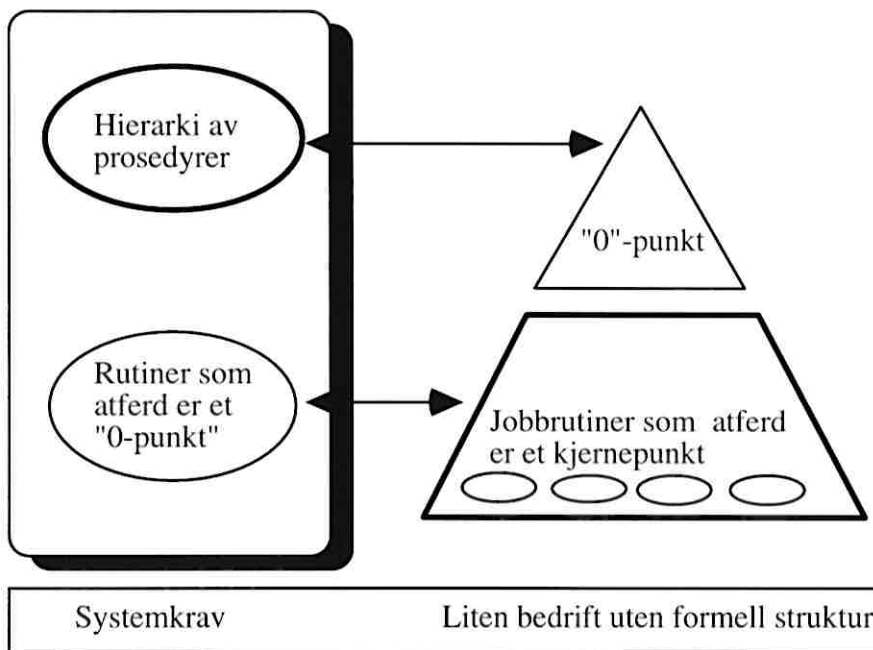 Hierarki av
prosedyrer
"0"-punkt
Rutiner som
atferd er et
"0-punkt"
Jobbrutiner som atferd
er et kjernepunkt
Systemkrav
Liten bedrift uten formell struktur